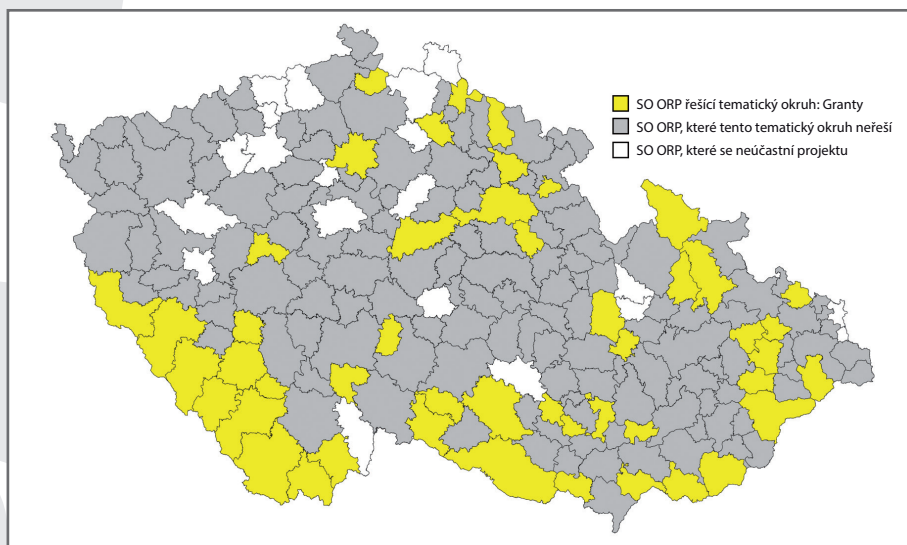 SO ORP řešící tematický okruh: Granty
SO ORP, které tento tematický okruh neřeší
SO ORP, které se neúčastní projektu